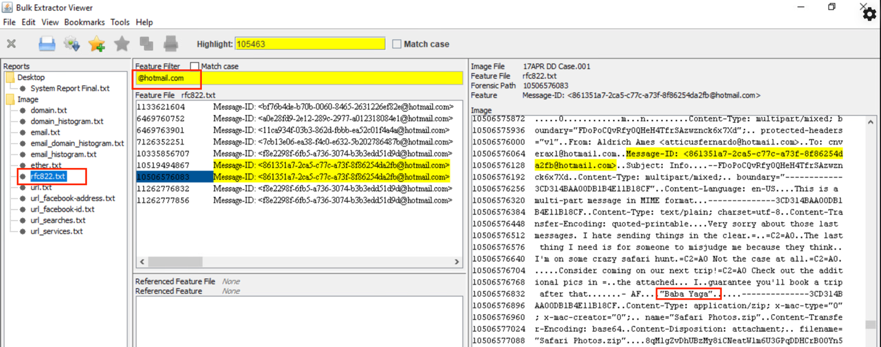 Bulk Extractor Viewer
File Edit View Bookmarks Tools Help
Highlight: 105463 Match case
Reports
Desktop
System Report Final.txt
Image
domain.txt
domain_histogram.txt
email.txt
email_domain_histogram.txt
email_histogram.txt
ether.txt
rfc822.txt
url.txt
url_facebook-address.txt
url_facebook-id.txt
url_searches.txt
url_services.txt
Feature Filter Match case
@hotmail.com
Feature File rfc822.txt
1133621604 Message-ID: <bf76b4de-b70b-0060-8465-2631226ef82e@hotmail.com>
6469760752 Message-ID: <a0e28fd9-2e12-289c-2977-a012318084e1@hotmail.com>
6469763901 Message-ID: <11ca934f-03b3-862d-fbbb-ea52c01f4a4a@hotmail.com>
7126352251 Message-ID: <7cb13e06-ea38-f4c0-e632-3b202786487b@hotmail.com>
10335856707 Message-ID: <f8e2298f-6fb5-a736-3074-b3b3edd51d9d@hotmail.com>
10519494867 Message-ID: <861351a7-2ca5-c77c-a73f-8f86254da2fb@hotmail.com>
10506576083 Message-ID: <861351a7-2ca5-c77c-a73f-8f86254da2fb@hotmail.com>
11262776832 Message-ID: <f8e2298f-6fb5-a736-3074-b3b3edd51d9d@hotmail.com>
11262777856 Message-ID: <f8e2298f-6fb5-a736-3074-b3b3edd51d9d@hotmail.com>
Referenced Feature File None
Referenced Feature None
Image File 17APR DD Case.001
Feature File rfc822.txt
Forensic Path 10506576083
Feature Message-ID: <861351a7-2ca5-c77c-a73f-8f86254da2fb@hotmail.com>
Image
10506575872 .....o..............m...n.........Content-Type: multipart/mixed; b
10506575936 oundary="FDoPoCQvRfy0QHeH4TfrSAzwznck6x7Xd";.. protected-headers
10506576000 ="v1"..From: Aldrich Ames <atticusfernardo@hotmail.com>..To: cnv
10506576064 erax1@hotmail.com..Message-ID: <861351a7-2ca5-c77c-a73f-8f86254d
10506576128 a2fb@hotmail.com>..Subject: Info....--FDoPoCQvRfy0QHeH4TfrSAzwzn
10506576192 ck6x7Xd..Content-Type: multipart/mixed;.. boundary="------------
10506576256 3CD314BAA00DB1B4E11B18CF"..Content-Language: en-US....This is a
10506576320 multi-part message in MIME format...--------------3CD314BAA00DB1
10506576384 B4E11B18CF..Content-Type: text/plain; charset=utf-8..Content-Tra
10506576448 nsfer-Encoding: quoted-printable....Very sorry about those last
10506576512 messages. I hate sending things in the clear.=..=C2=A0..The last
10506576576 thing I need is for someone to misjudge me because they think..
10506576640 I'm on some crazy safari hunt.=C2=A0 Not the case at all.=C2=A0.
10506576704 .....Consider coming on our next trip!=C2=A0 Check out the addit
10506576768 ional pics in =..the attached... I..guarantee you'll book a trip
10506576832 after that.......- AF... "Baba Yaga"....--------------3CD314B
10506576896 AA00DB1B4E11B18CF..Content-Type: application/zip; x-mac-type="0"
10506576960 ; x-mac-creator="0";.. name="Safari Photos.zip"..Content-Transfe
10506577024 r-Encoding: base64..Content-Disposition: attachment;.. filename=
10506577088 "Safari Photos.zip"....8qMlgZvDhUBzMy8iCNeatWlm6U3GPqDDHCrBO0Yn5